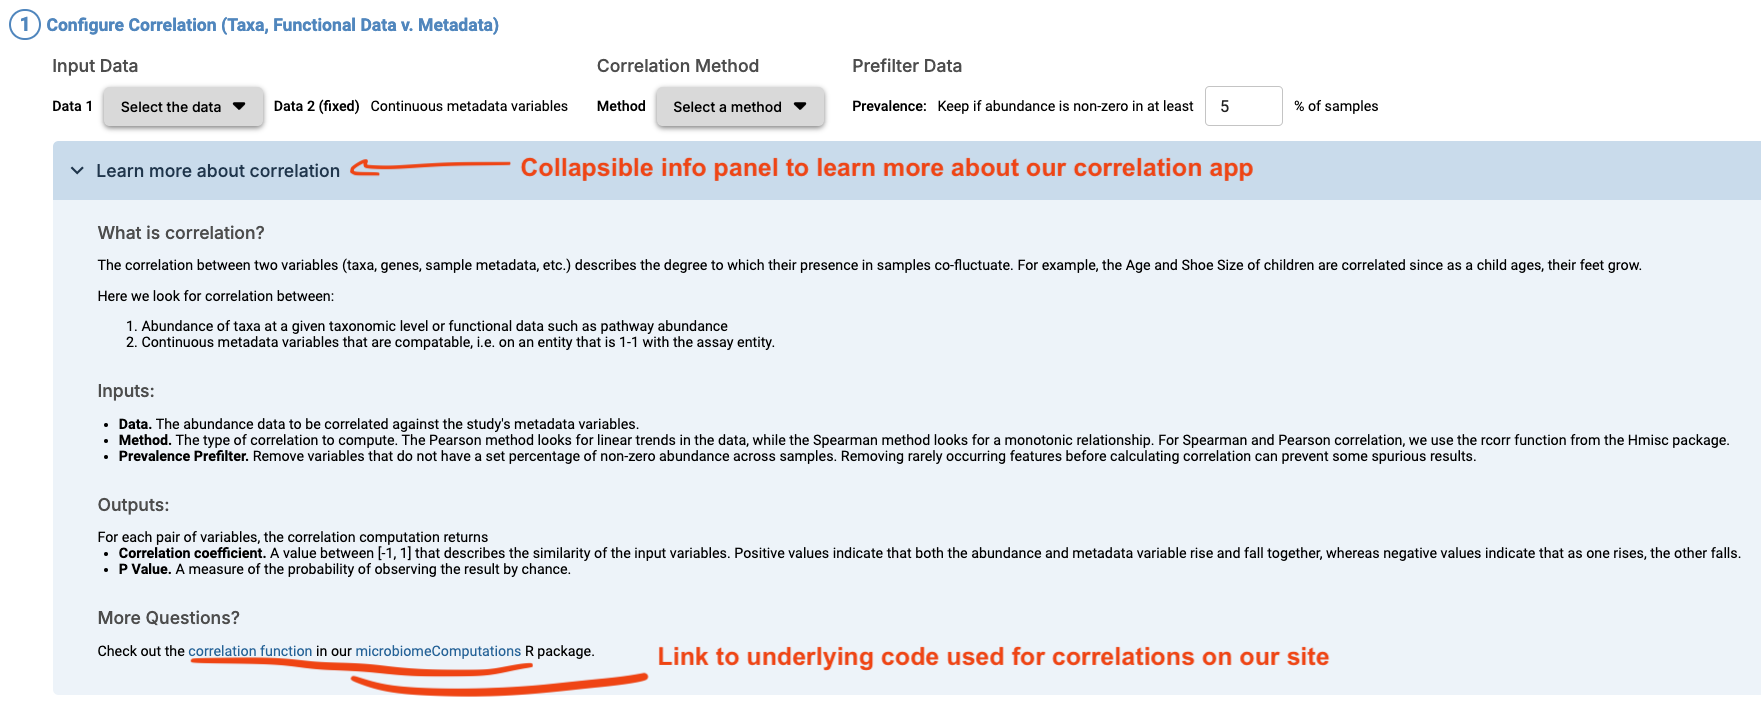 1 Configure Correlation (Taxa, Functional Data v. Metadata)
Input Data Correlation Method Prefilter Data
Data 1 Select the data Data 2 (fixed) Continuous metadata variables Method Select a method Prevalence: Keep if abundance is non-zero in at least 5 % of samples
Learn more about correlation Collapsible info panel to learn more about our correlation app
What is correlation?
The correlation between two variables (taxa, genes, sample metadata, etc.) describes the degree to which their presence in samples co-fluctuate. For example, the Age and Shoe Size of children are correlated since as a child ages, their feet grow.
Here we look for correlation between:
1. Abundance of taxa at a given taxonomic level or functional data such as pathway abundance
2. Continuous metadata variables that are compatable, i.e. on an entity that is 1-1 with the assay entity.
Inputs:
• Data. The abundance data to be correlated against the study's metadata variables.
• Method. The type of correlation to compute. The Pearson method looks for linear trends in the data, while the Spearman method looks for a monotonic relationship. For Spearman and Pearson correlation, we use the rcorr function from the Hmisc package.
• Prevalence Prefilter. Remove variables that do not have a set percentage of non-zero abundance across samples. Removing rarely occurring features before calculating correlation can prevent some spurious results.
Outputs:
For each pair of variables, the correlation computation returns
• Correlation coefficient. A value between [-1, 1] that describes the similarity of the input variables. Positive values indicate that both the abundance and metadata variable rise and fall together, whereas negative values indicate that as one rises, the other falls.
• P Value. A measure of the probability of observing the result by chance.
More Questions?
Check out the correlation function in our microbiomeComputations R package. Link to underlying code used for correlations on our site